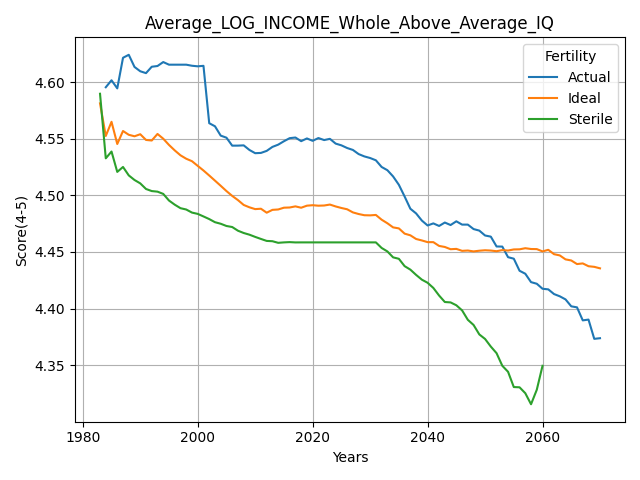 Average_LOG_INCOME_Whole_Above_Average_IQ
Fertility
Actual
Ideal
Sterile
Score(4-5)
4.60
4.55
4.50
4.45
4.40
4.35
1980
2000
2020
2040
2060
Years